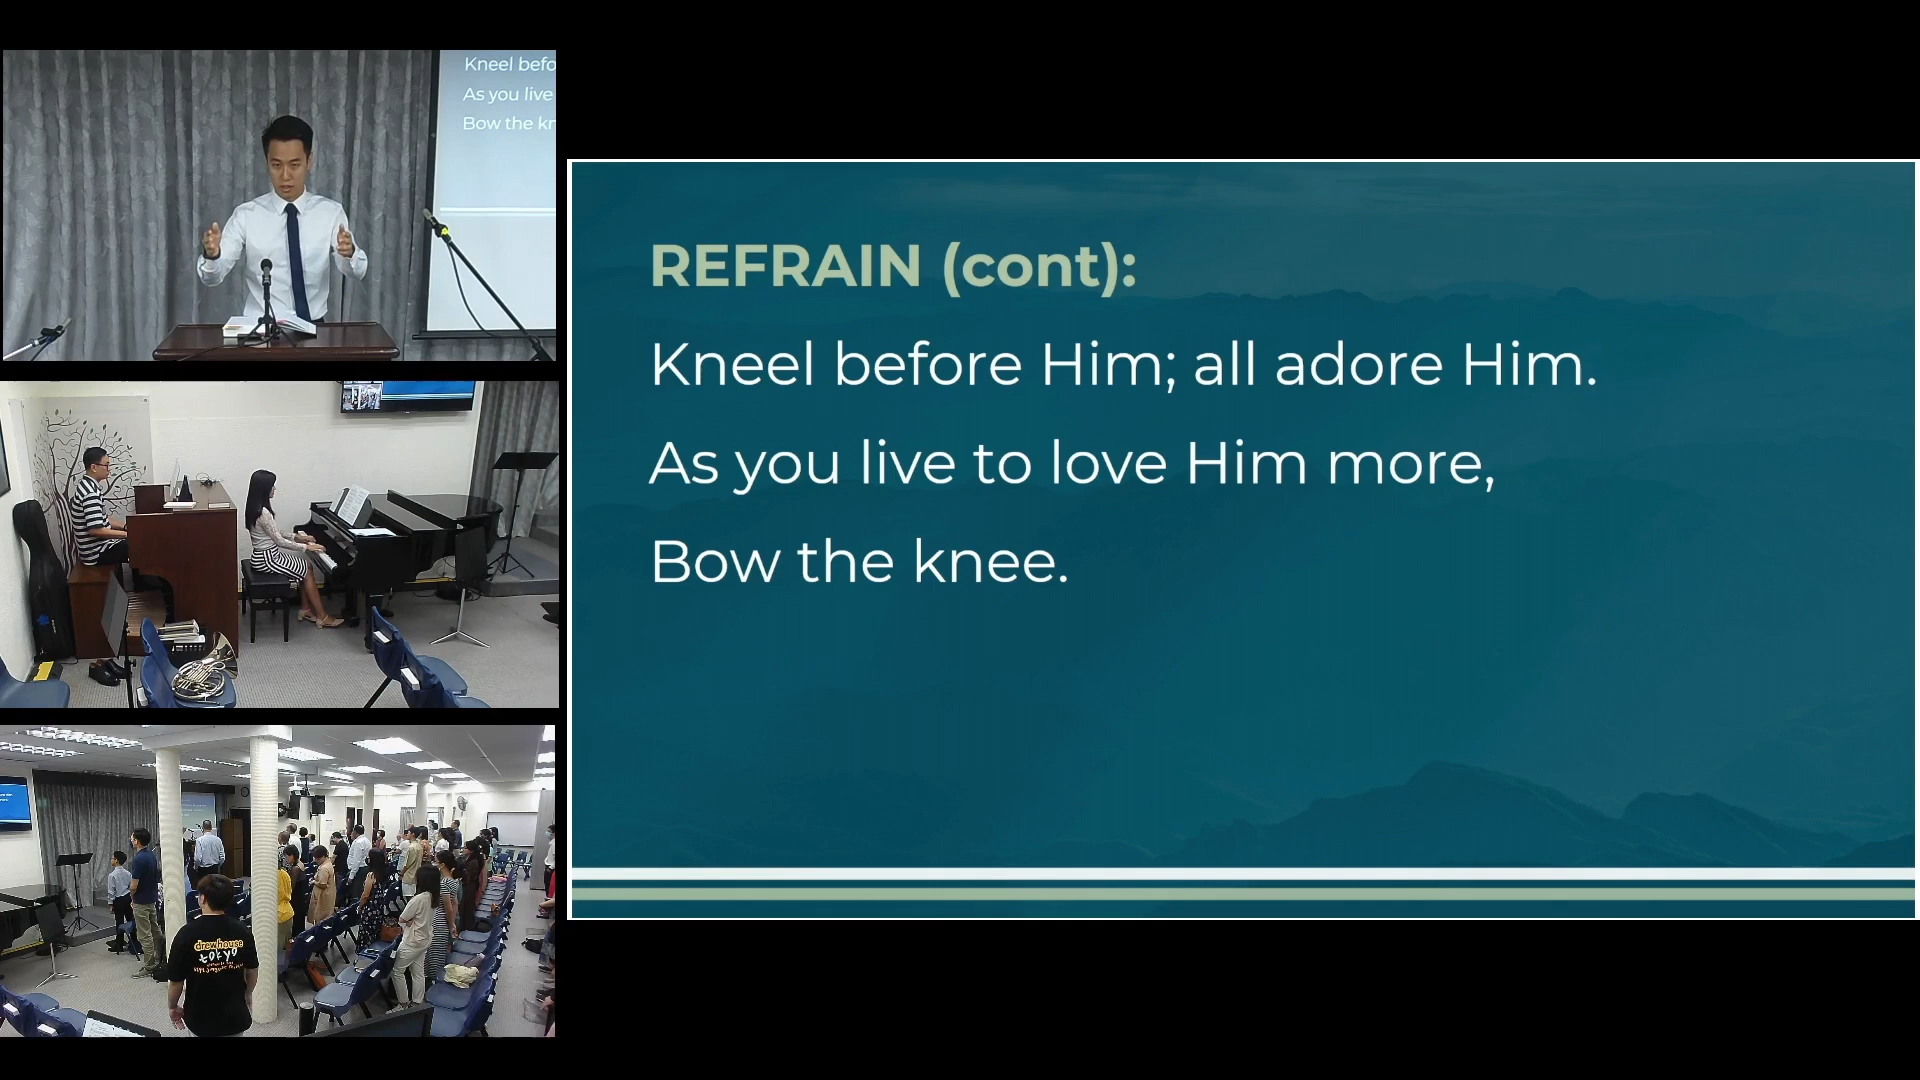 Kneel befo
As you live
Bow the kn
REFRAIN (cont):
Kneel before Him; all adore Him.
As you live to love Him more,
Bow the knee.
drewhouse
tokyo